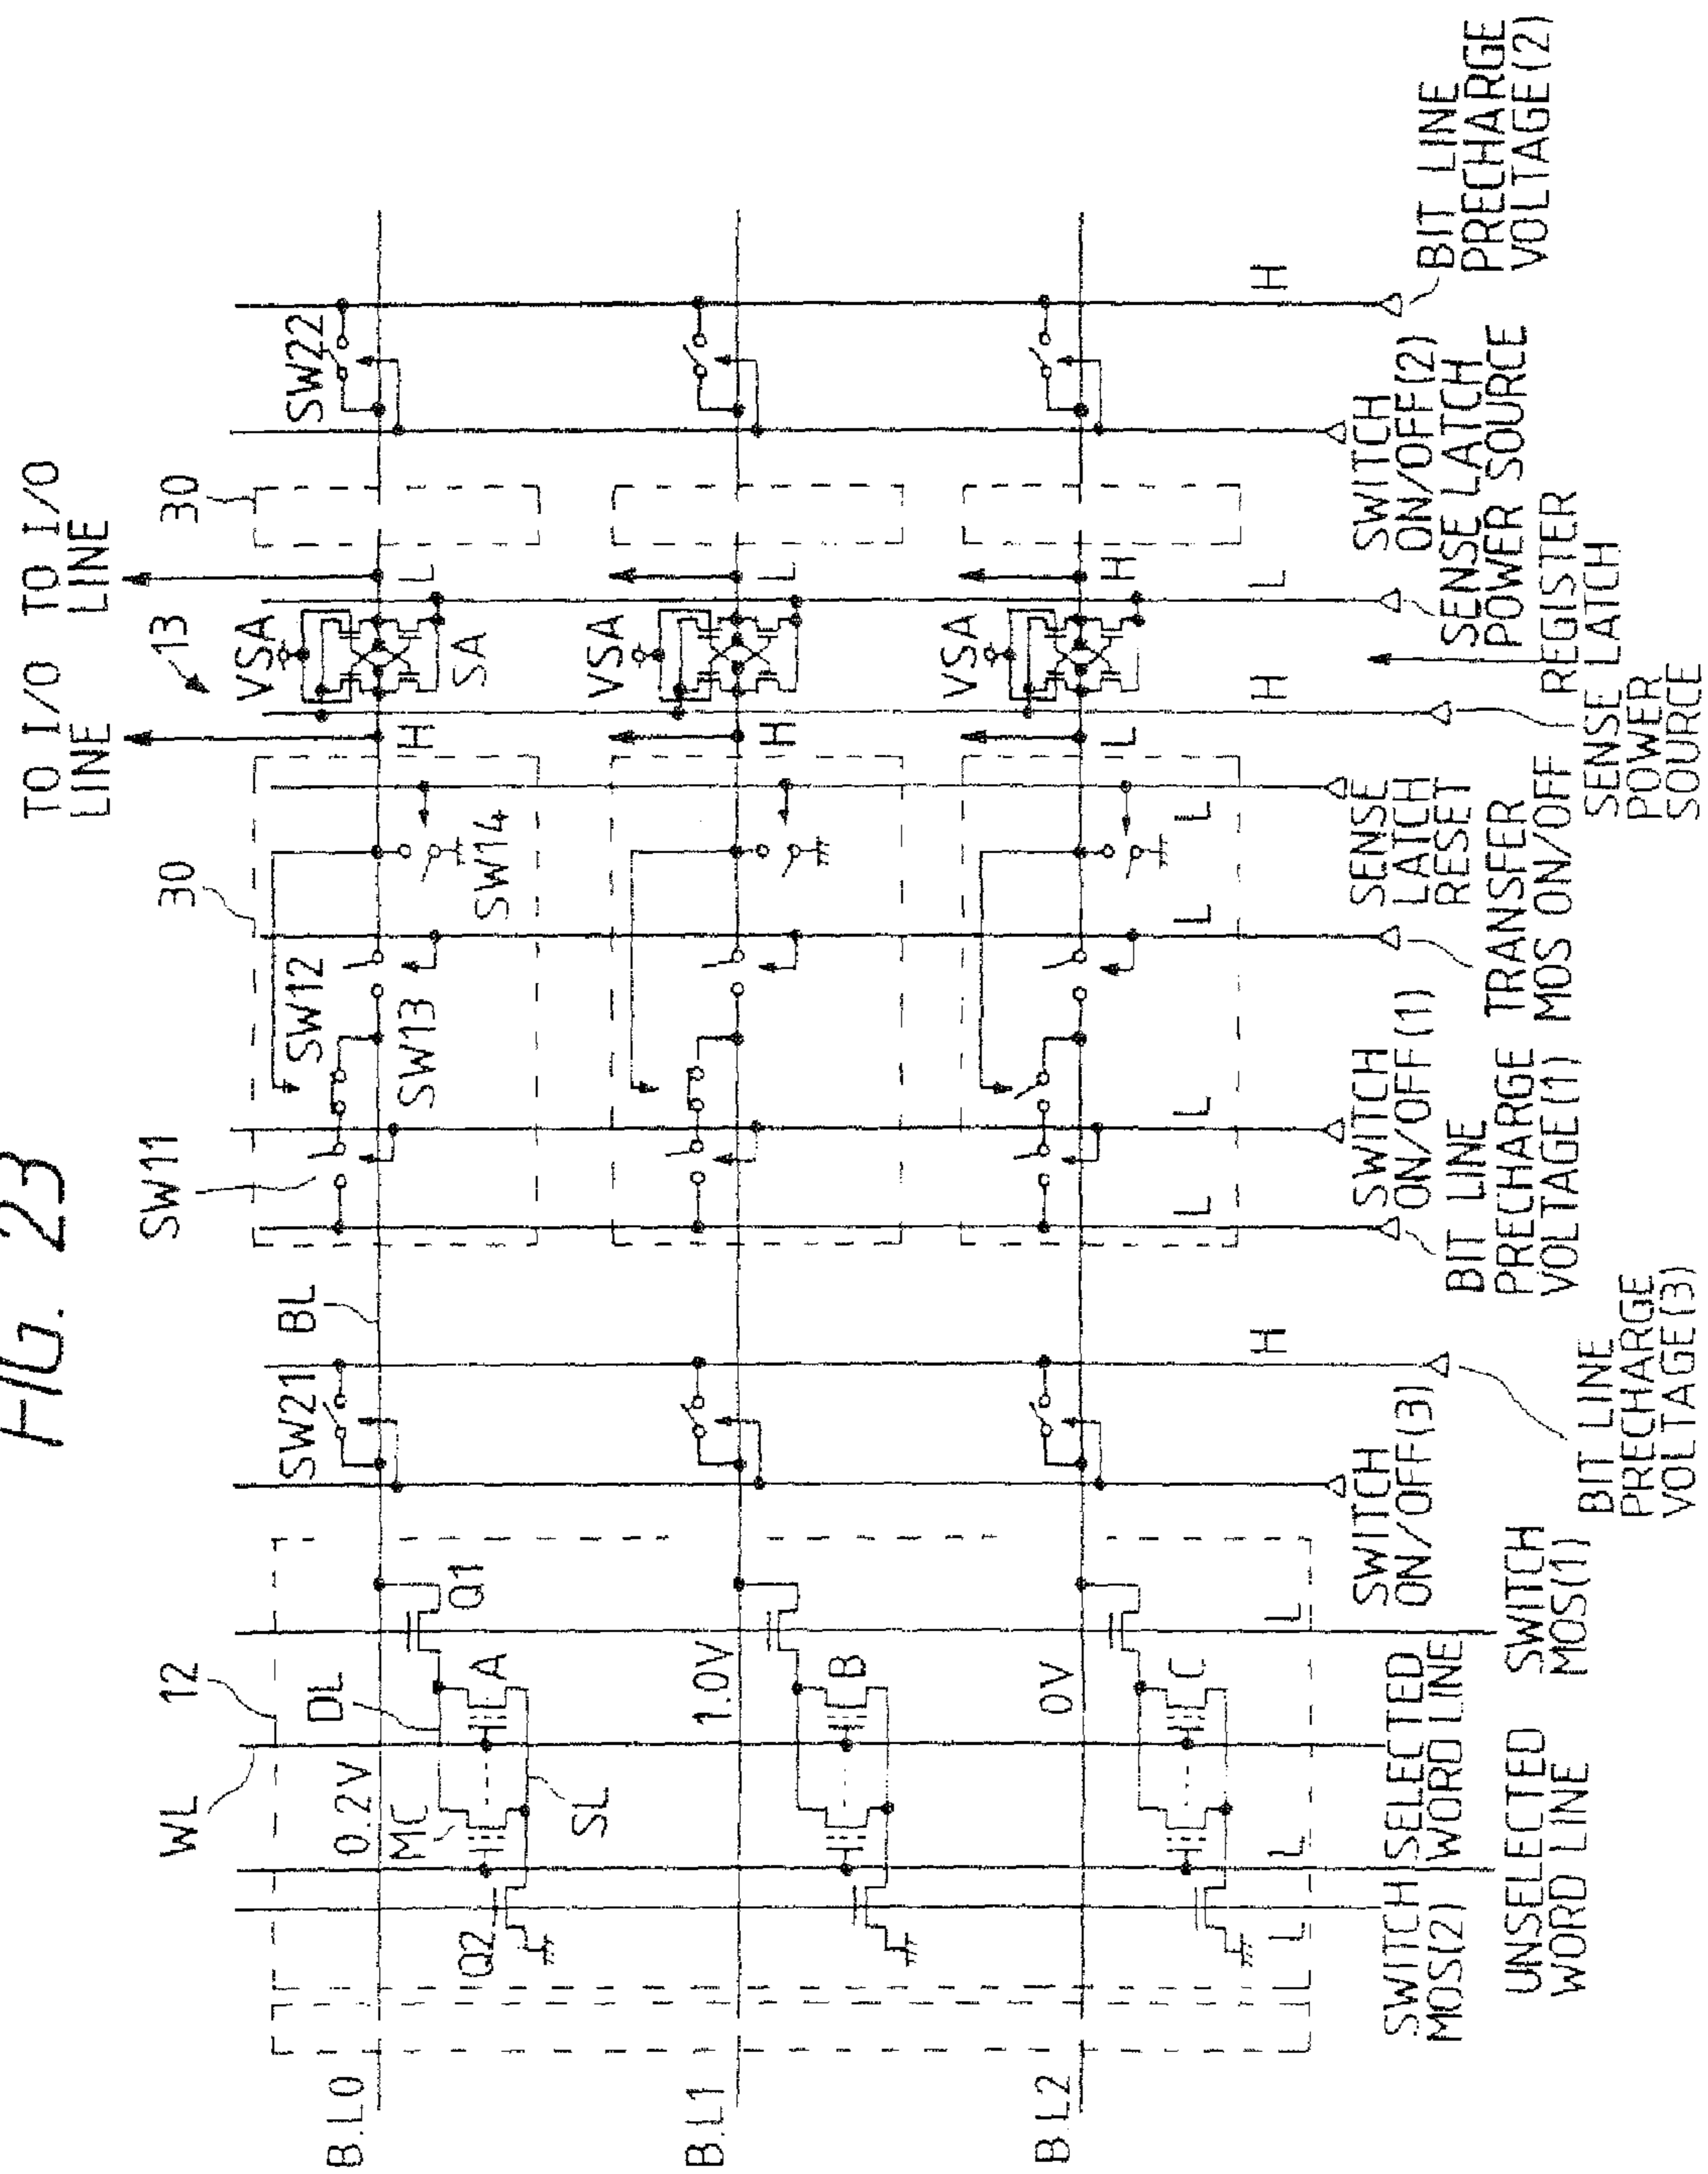 FIG. 23
TO I/O
LINE
TO I/O
LINE
13
WL
12
SW11
30
30
DL
SW21
BL
SW12
SW13
SW14
VSA
SA
SW22
B.L0
0.2V
MC
A
Q1
Q2
SL
H
L
B.L1
1.0V
B
VSA
H
L
B.L2
0V
C
VSA
L
H
L
L
L
H
L
L
L
L
H
L
H
SWITCH
MOS(2)
UNSELECTED
WORD LINE
SELECTED
WORD LINE
SWITCH
MOS(1)
SWITCH
ON/OFF(3)
BIT LINE
PRECHARGE
VOLTAGE(3)
BIT LINE
PRECHARGE
VOLTAGE(1)
SWITCH
ON/OFF(1)
TRANSFER
MOS ON/OFF
SENSE
LATCH
RESET
SENSE
POWER
SOURCE
REGISTER
SENSE LATCH
SENSE LATCH
POWER SOURCE
SWITCH
ON/OFF(2)
BIT LINE
PRECHARGE
VOLTAGE(2)